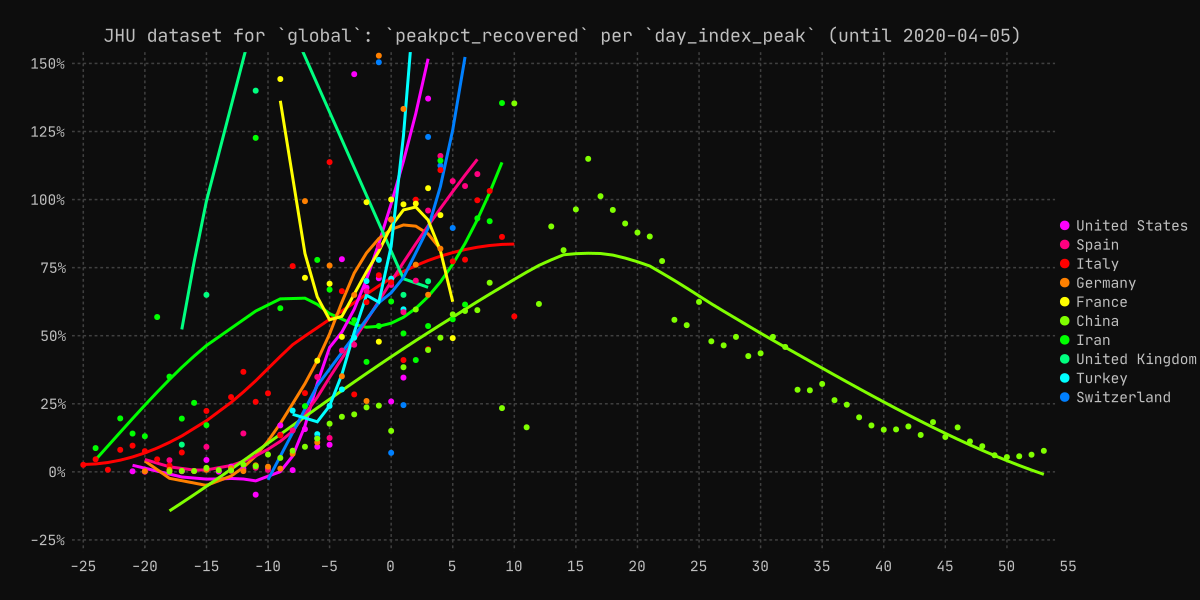 JHU dataset for `global`: `peakpct_recovered` per `day_index_peak` (until 2020-04-05)
150%
125%
100%
75%
50%
25%
0%
−25%
−25 −20 −15 −10 −5 0 5 10 15 20 25 30 35 40 45 50 55
United States
Spain
Italy
Germany
France
China
Iran
United Kingdom
Turkey
Switzerland